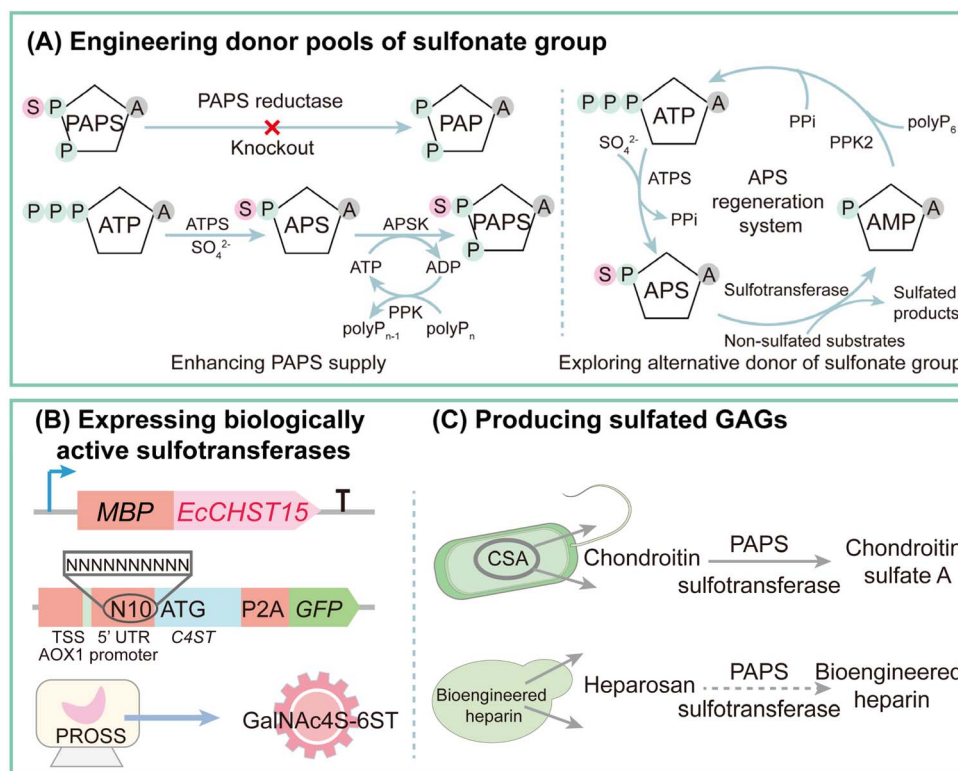 (A) Engineering donor pools of sulfonate group
S P PAPS P A
PAPS reductase
Knockout
P PAP P A
P P P ATP A
ATPS
SO₄²⁻
S P APS A
APSK
S P PAPS P A
ATP ADP
PPK
polyPₙ₋₁ polyPₙ
Enhancing PAPS supply
P P P ATP A
SO₄²⁻
ATPS
PPi
PPi
PPK2
polyP₆
APS
regeneration
system
P AMP A
S P APS A
Sulfotransferase
Sulfated
products
Non-sulfated substrates
Exploring alternative donor of sulfonate group
(B) Expressing biologically
active sulfotransferases
MBP EcCHST15 T
NNNNNNNNNN
N10 ATG P2A GFP
TSS 5' UTR C4ST
AOX1 promoter
PROSS
GalNAc4S-6ST
(C) Producing sulfated GAGs
CSA
Chondroitin
PAPS
sulfotransferase
Chondroitin
sulfate A
Bioengineered
heparin
Heparosan
PAPS
sulfotransferase
Bioengineered
heparin